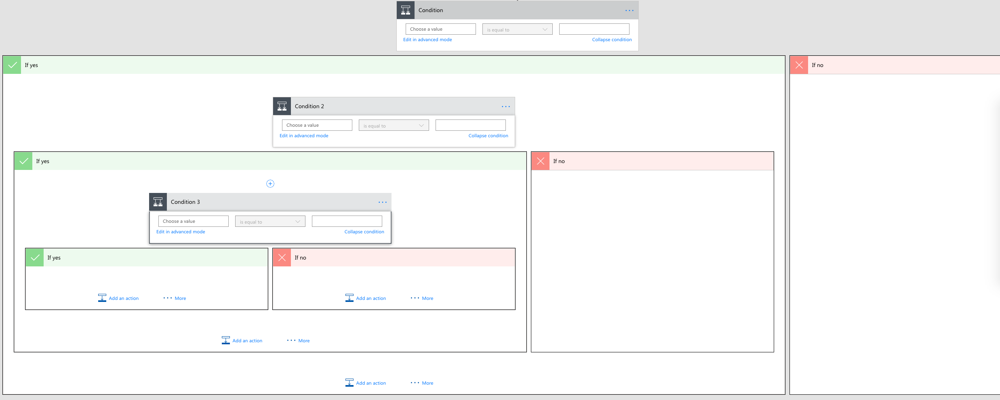 Condition
Choose a value
is equal to
Edit in advanced mode
Collapse condition
If yes
If no
Condition 2
Choose a value
is equal to
Edit in advanced mode
Collapse condition
If yes
If no
Condition 3
Choose a value
is equal to
Edit in advanced mode
Collapse condition
If yes
If no
Add an action
More
Add an action
More
Add an action
More
Add an action
More